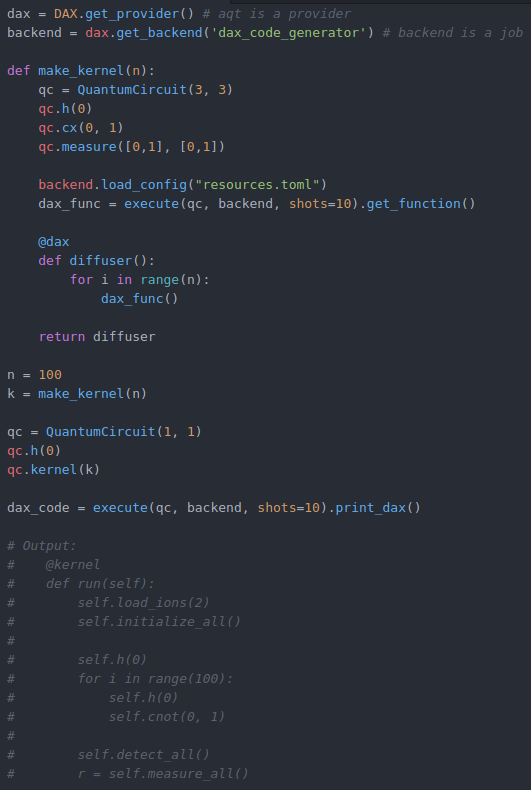 dax = DAX.get_provider() # aqt is a provider
backend = dax.get_backend('dax_code_generator') # backend is a job

def make_kernel(n):
    qc = QuantumCircuit(3, 3)
    qc.h(0)
    qc.cx(0, 1)
    qc.measure([0,1], [0,1])

    backend.load_config("resources.toml")
    dax_func = execute(qc, backend, shots=10).get_function()

    @dax
    def diffuser():
        for i in range(n):
            dax_func()

    return diffuser

n = 100
k = make_kernel(n)

qc = QuantumCircuit(1, 1)
qc.h(0)
qc.kernel(k)

dax_code = execute(qc, backend, shots=10).print_dax()

# Output:
#    @kernel
#    def run(self):
#        self.load_ions(2)
#        self.initialize_all()
#
#        self.h(0)
#        for i in range(100):
#            self.h(0)
#            self.cnot(0, 1)
#
#        self.detect_all()
#        r = self.measure_all()